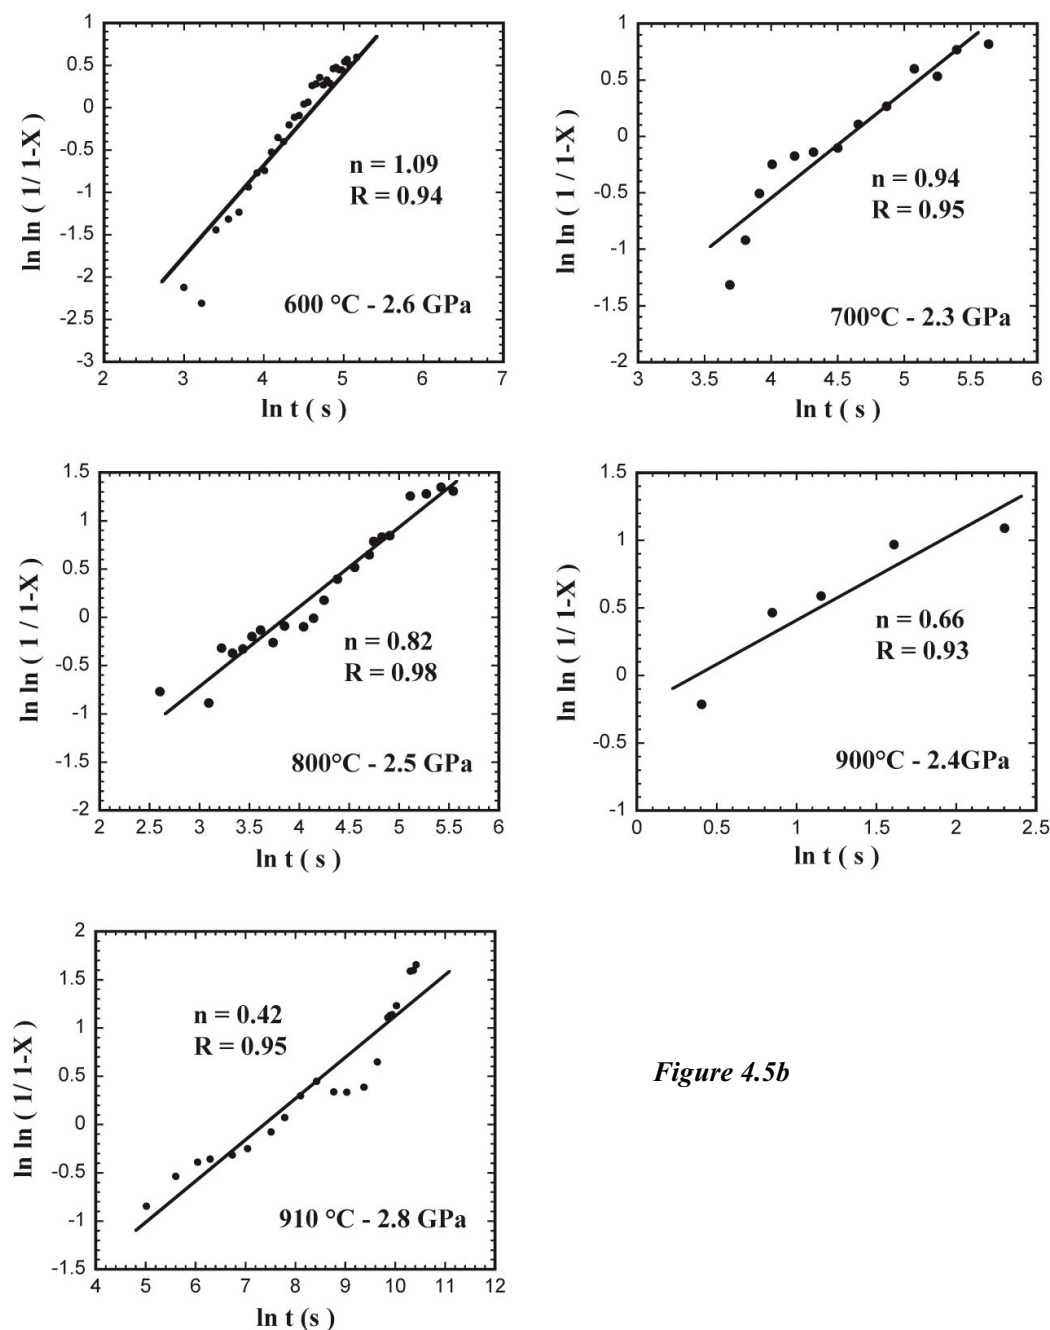 1
0.5
0
-0.5
-1
-1.5
-2
-2.5
-3
ln ln ( 1/ 1-X )
n = 1.09
R = 0.94
600 °C - 2.6 GPa
2 3 4 5 6 7
ln t ( s )
1
0.5
0
-0.5
-1
-1.5
-2
ln ln ( 1 / 1-X )
n = 0.94
R = 0.95
700°C - 2.3 GPa
3 3.5 4 4.5 5 5.5 6
ln t ( s )
1.5
1
0.5
0
-0.5
-1
-1.5
-2
ln ln ( 1 / 1-X )
n = 0.82
R = 0.98
800°C - 2.5 GPa
2 2.5 3 3.5 4 4.5 5 5.5 6
ln t ( s )
1.5
1
0.5
0
-0.5
-1
ln ln ( 1/ 1-X )
n = 0.66
R = 0.93
900°C - 2.4GPa
0 0.5 1 1.5 2 2.5
ln t ( s )
2
1.5
1
0.5
0
-0.5
-1
-1.5
ln ln ( 1/ 1-X )
n = 0.42
R = 0.95
910 °C - 2.8 GPa
4 5 6 7 8 9 10 11 12
ln t (s )
Figure 4.5b